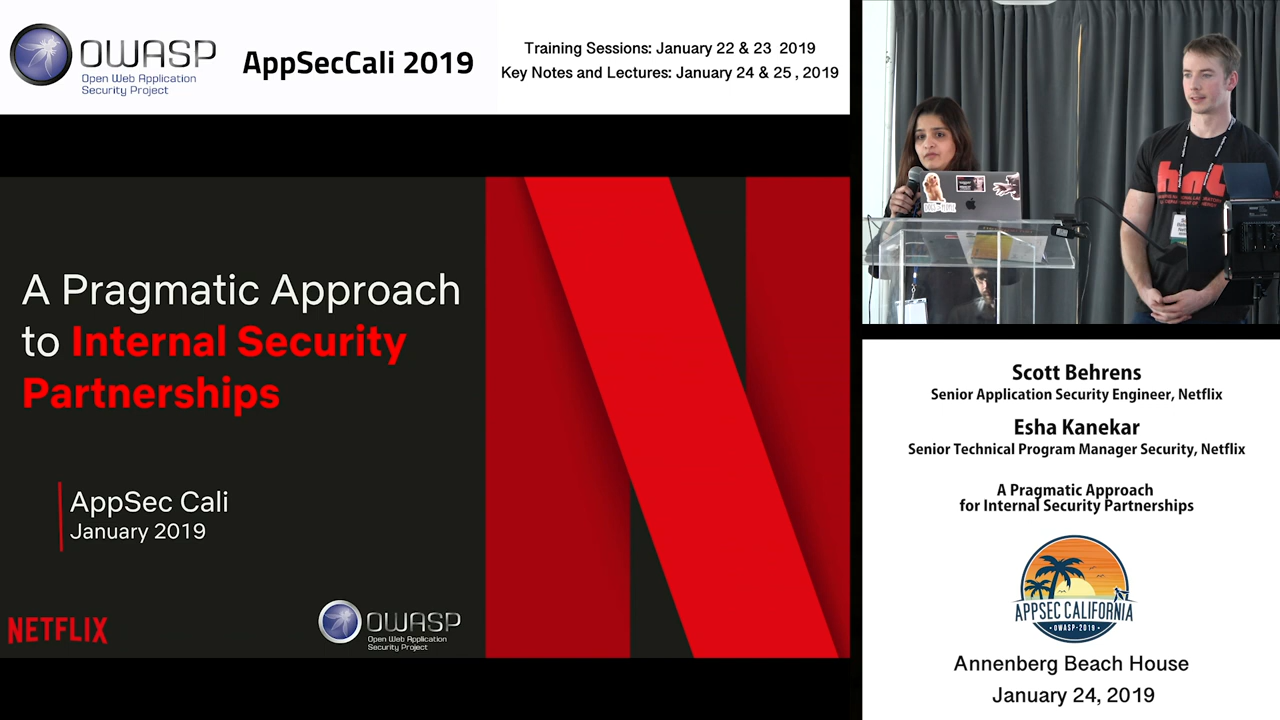 OWASP
Open Web Application
Security Project
AppSecCali 2019
Training Sessions: January 22 & 23 2019
Key Notes and Lectures: January 24 & 25 , 2019
A Pragmatic Approach
to Internal Security
Partnerships
AppSec Cali
January 2019
NETFLIX
OWASP
Open Web Application
Security Project
Scott Behrens
Senior Application Security Engineer, Netflix
Esha Kanekar
Senior Technical Program Manager Security, Netflix
A Pragmatic Approach
for Internal Security Partnerships
APPSEC CALIFORNIA
OWASP-2019
Annenberg Beach House
January 24, 2019